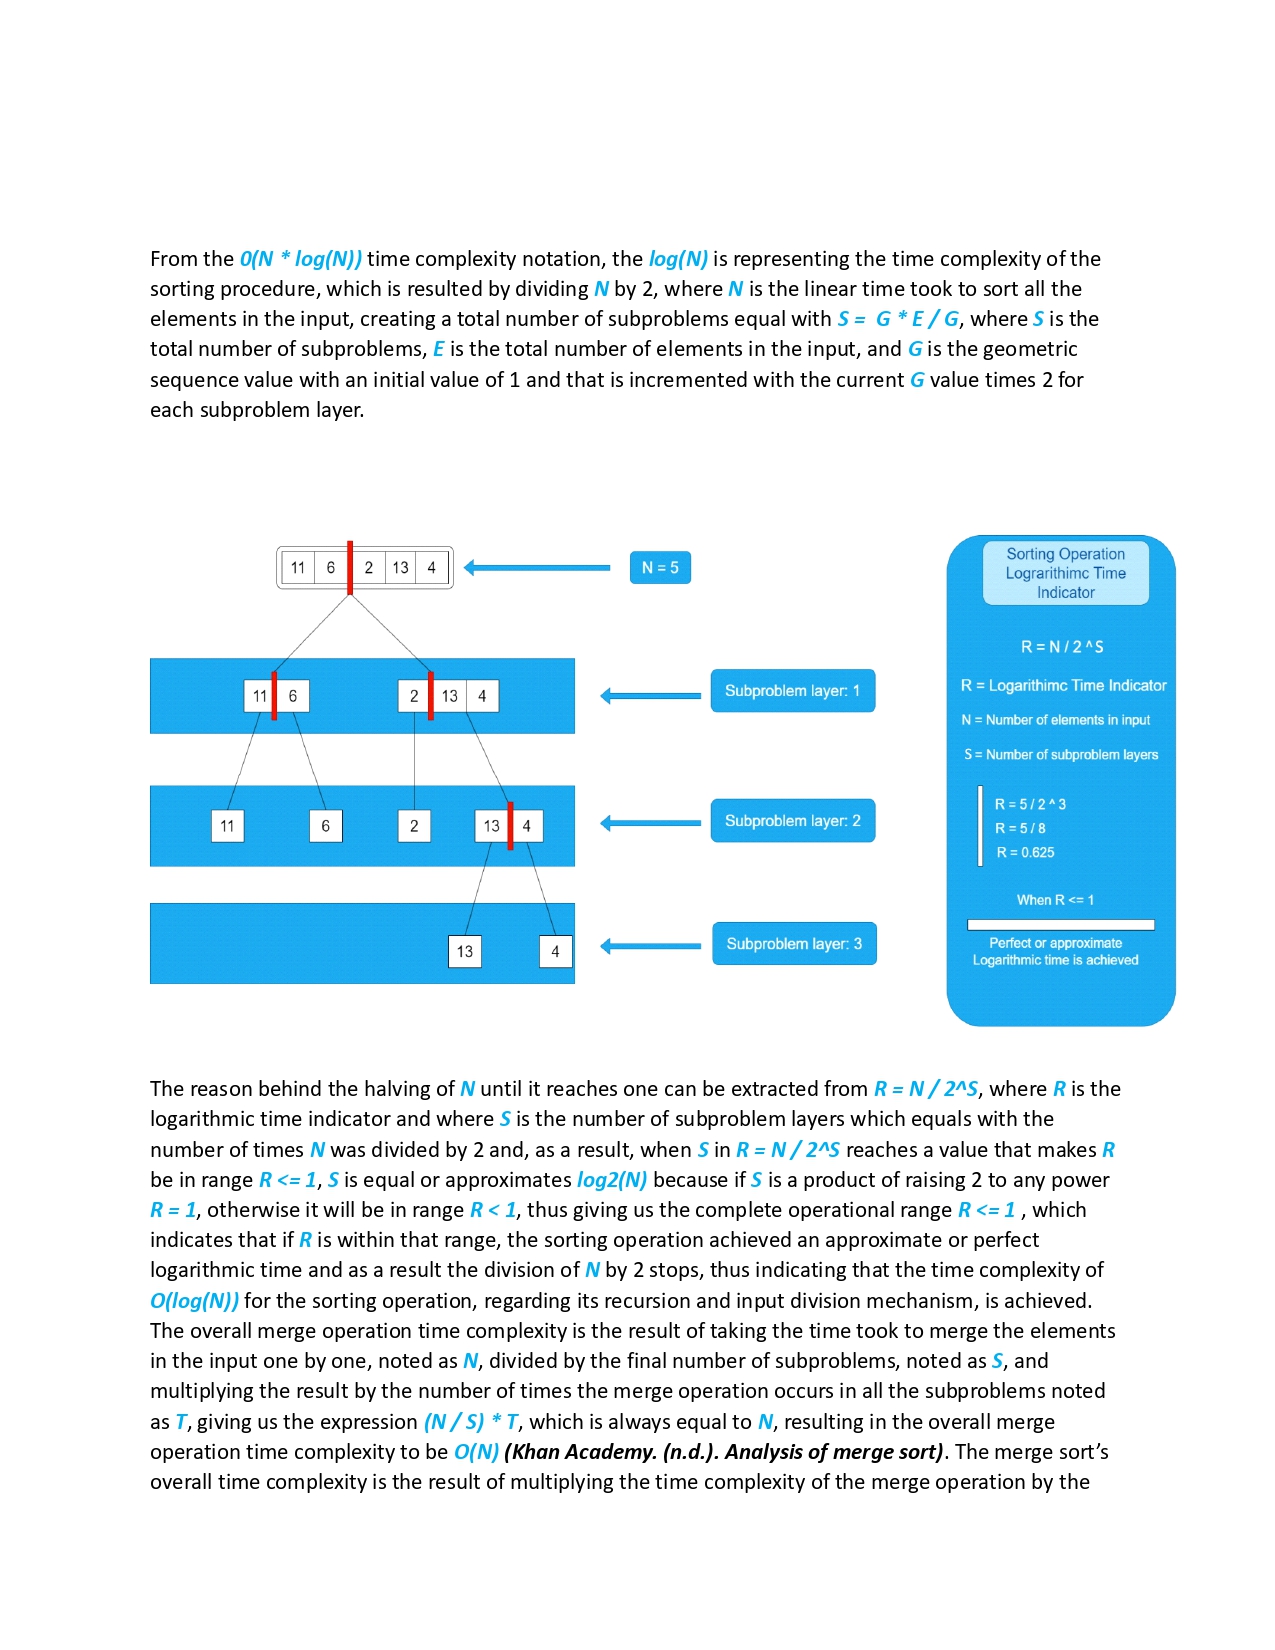 From the 0(N * log(N)) time complexity notation, the log(N) is representing the time complexity of the
sorting procedure, which is resulted by dividing N by 2, where N is the linear time took to sort all the
elements in the input, creating a total number of subproblems equal with S =  G * E / G, where S is the
total number of subproblems, E is the total number of elements in the input, and G is the geometric
sequence value with an initial value of 1 and that is incremented with the current G value times 2 for
each subproblem layer.
11 6 2 13 4
N = 5
11 6 2 13 4
Subproblem layer: 1
11 6 2 13 4
Subproblem layer: 2
13 4
Subproblem layer: 3
Sorting Operation
Lograrithimc Time
Indicator
R = N / 2 ^ S
R = Logarithimc Time Indicator
N = Number of elements in input
S = Number of subproblem layers
R = 5 / 2 ^ 3
R = 5 / 8
R = 0.625
When R <= 1
Perfect or approximate
Logarithmic time is achieved
The reason behind the halving of N until it reaches one can be extracted from R = N / 2^S, where R is the
logarithmic time indicator and where S is the number of subproblem layers which equals with the
number of times N was divided by 2 and, as a result, when S in R = N / 2^S reaches a value that makes R
be in range R <= 1, S is equal or approximates log2(N) because if S is a product of raising 2 to any power
R = 1, otherwise it will be in range R < 1, thus giving us the complete operational range R <= 1 , which
indicates that if R is within that range, the sorting operation achieved an approximate or perfect
logarithmic time and as a result the division of N by 2 stops, thus indicating that the time complexity of
O(log(N)) for the sorting operation, regarding its recursion and input division mechanism, is achieved.
The overall merge operation time complexity is the result of taking the time took to merge the elements
in the input one by one, noted as N, divided by the final number of subproblems, noted as S, and
multiplying the result by the number of times the merge operation occurs in all the subproblems noted
as T, giving us the expression (N / S) * T, which is always equal to N, resulting in the overall merge
operation time complexity to be O(N) (Khan Academy. (n.d.). Analysis of merge sort). The merge sort’s
overall time complexity is the result of multiplying the time complexity of the merge operation by the